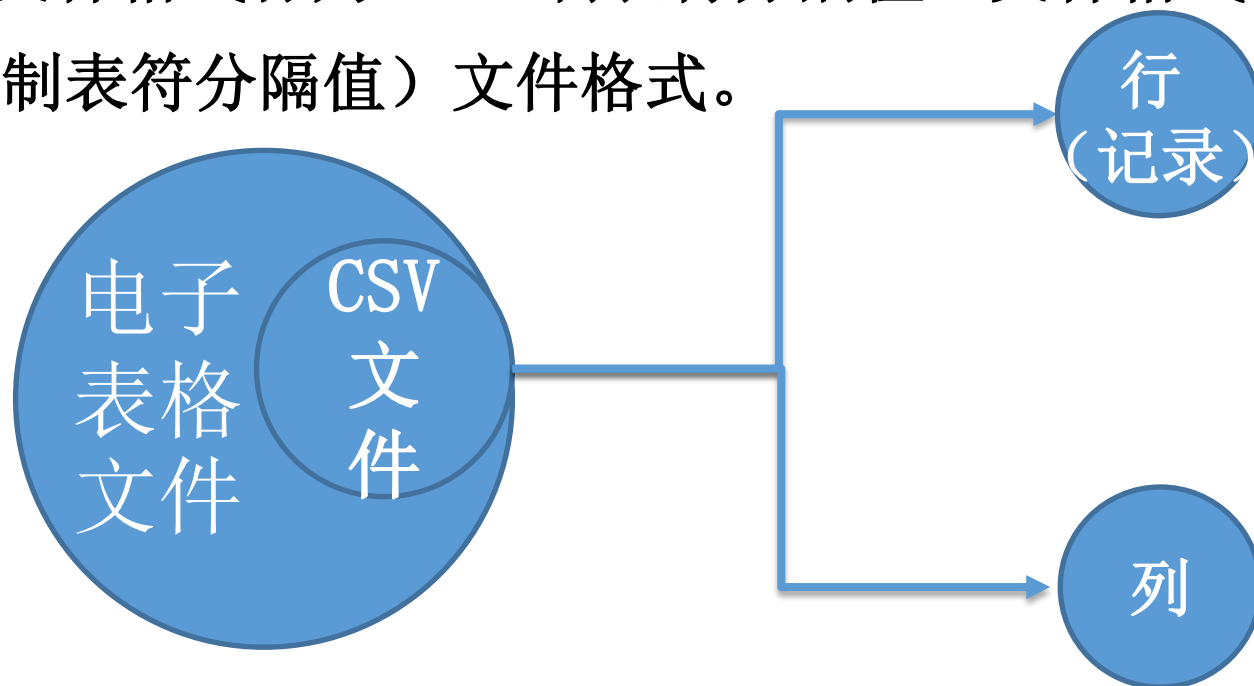 制表符分隔值）文件格式。
行
（记录）
电子
表格
文件
CSV
文
件
列